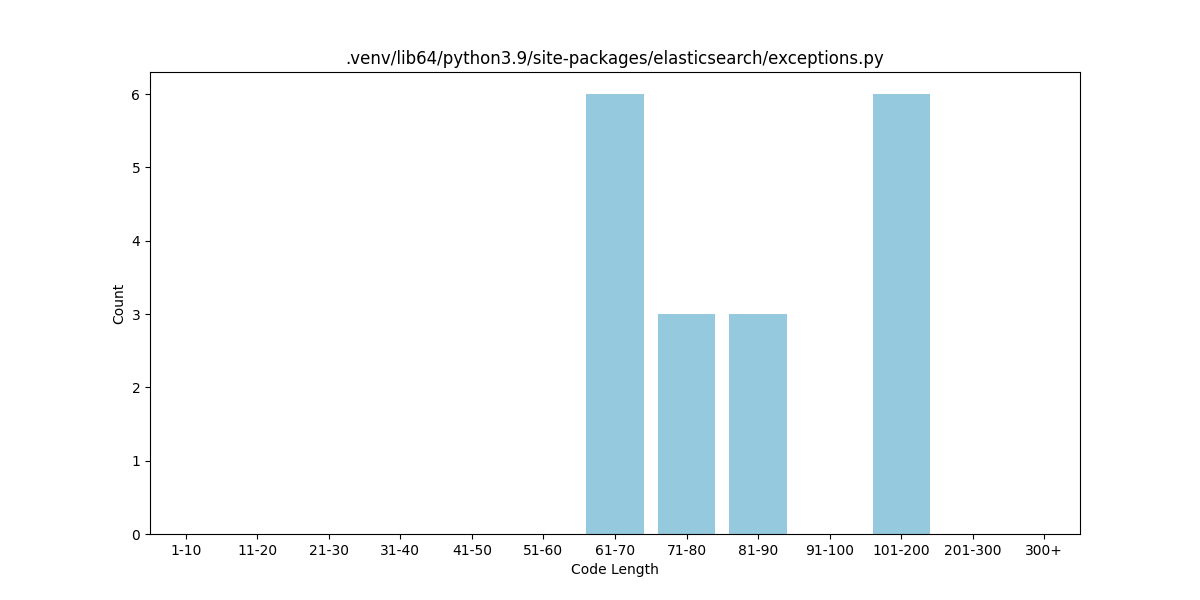 .venv/lib64/python3.9/site-packages/elasticsearch/exceptions.py
6
5
4
3
2
1
0
Count
1-10 11-20 21-30 31-40 41-50 51-60 61-70 71-80 81-90 91-100 101-200 201-300 300+
Code Length